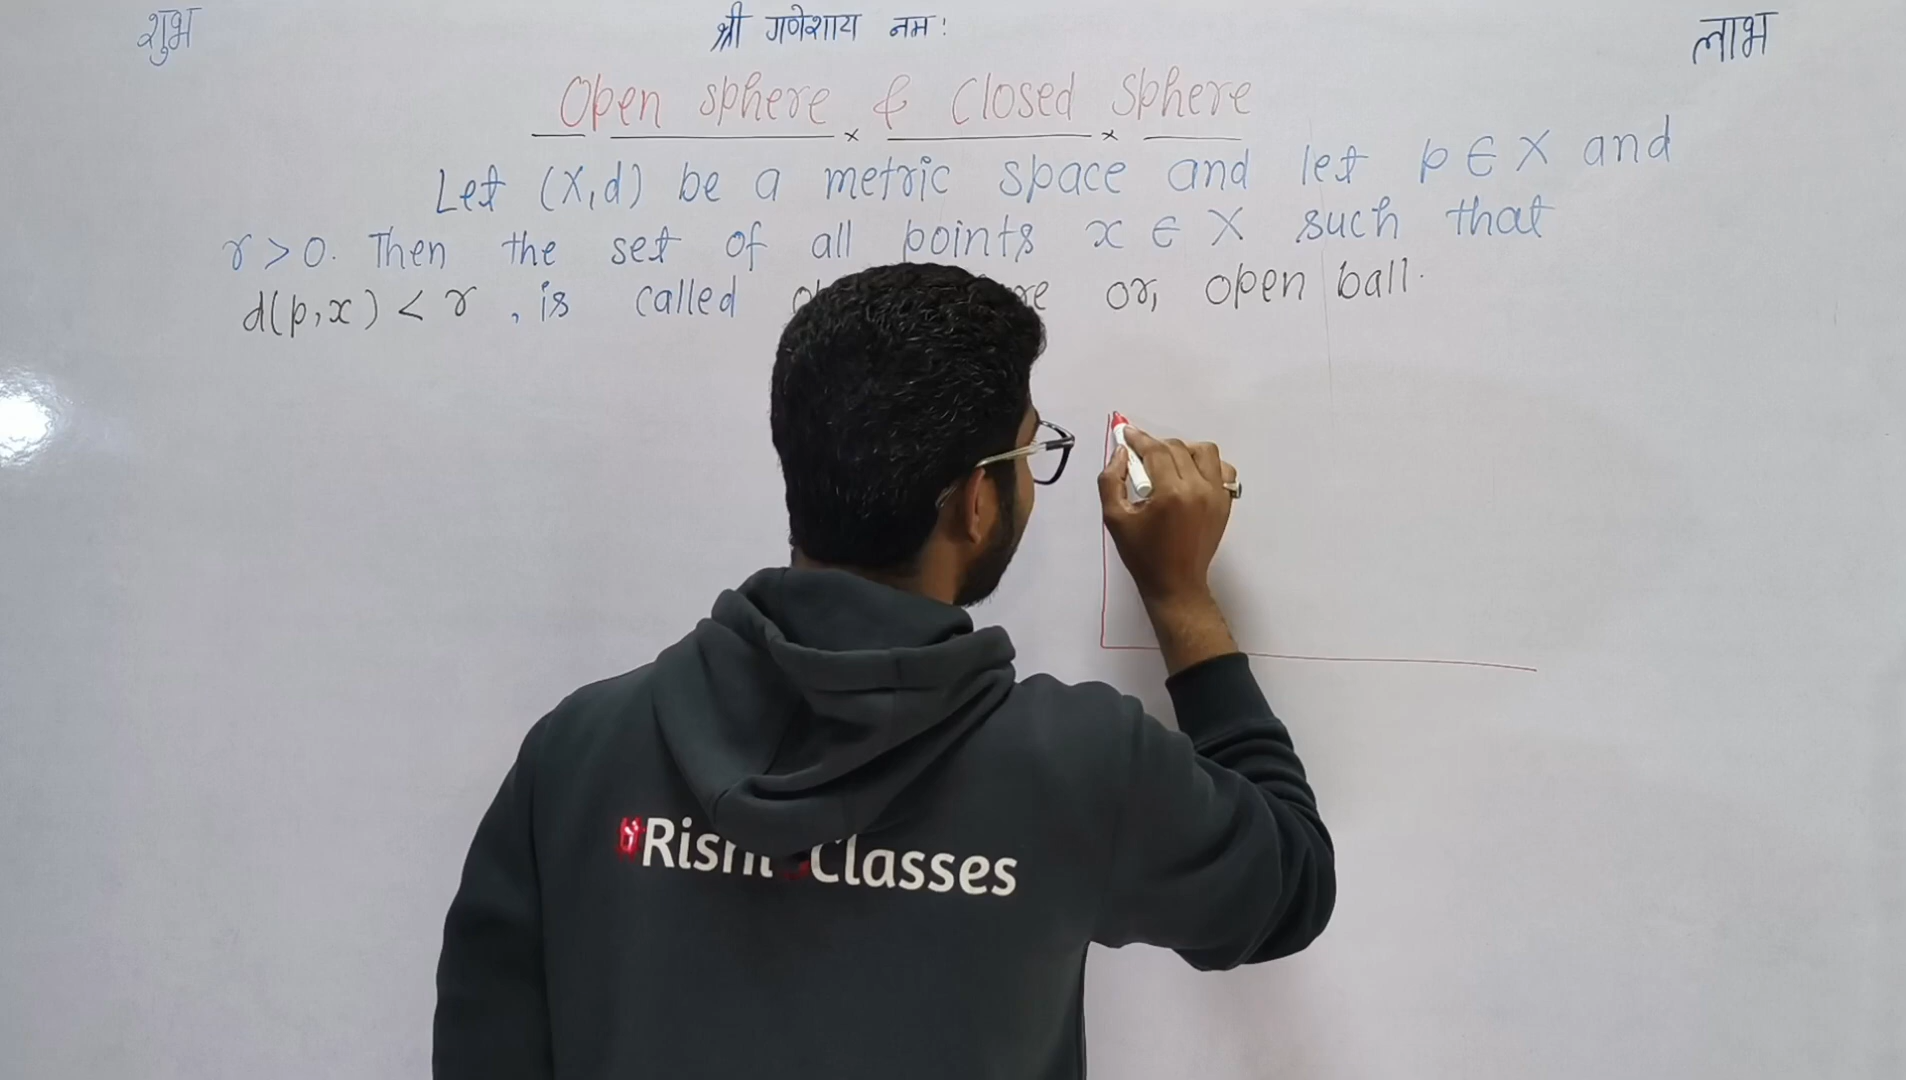 शुभ श्री गणेशाय नमः लाभ
Open sphere & Closed Sphere
Let (X,d) be a metric space and let p ∈ X and
r > 0. Then the set of all points x ∈ X such that
d(p,x) < r , is called or, open ball.
Classes